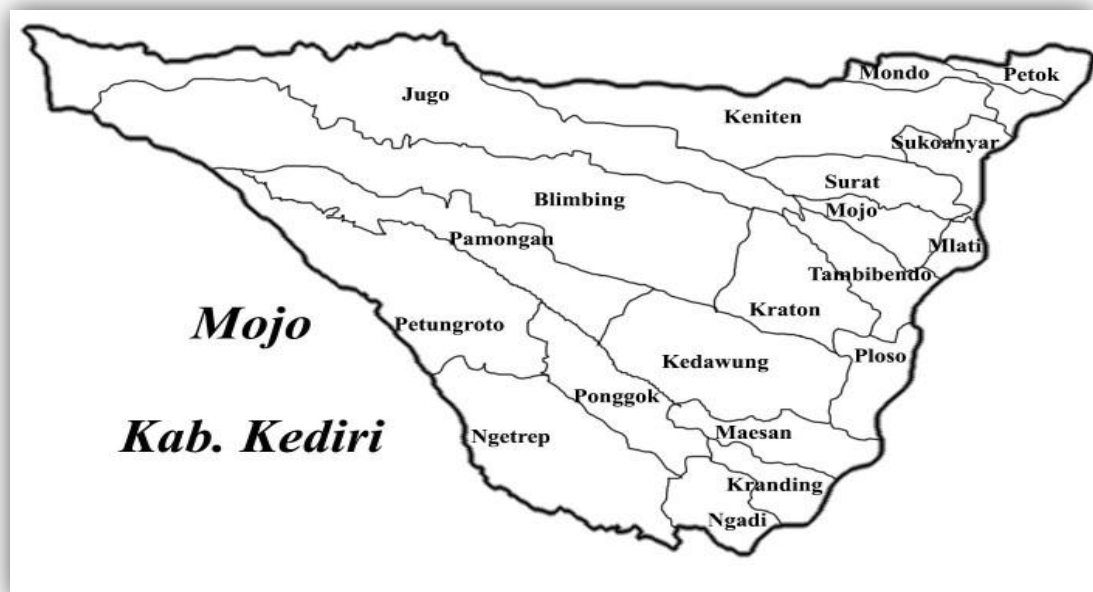 Mondo
Petok
Jugo
Keniten
Sukoanyar
Surat
Blimbing
Mojo
Pamongan
Mlati
Tambibendo
Kraton
Mojo
Petungroto
Ploso
Kedawung
Ponggok
Kab. Kediri
Ngetrep
Maesan
Kranding
Ngadi